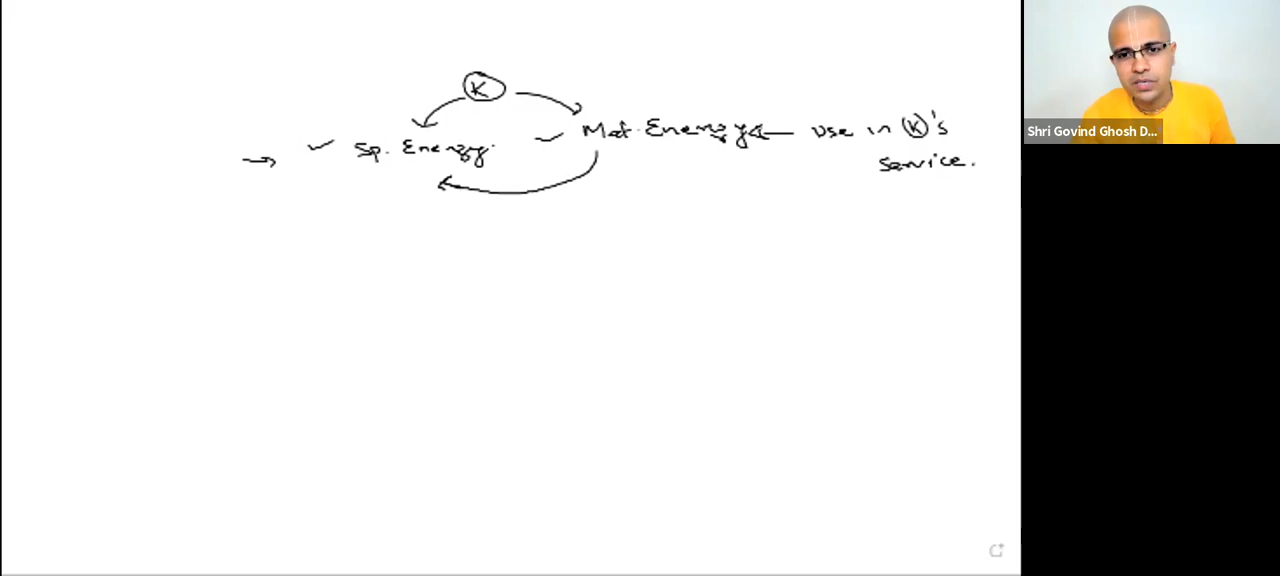 K
Sp. Energy.
Mat. Energy
Use in K's
Service.
Shri Govind Ghosh D...